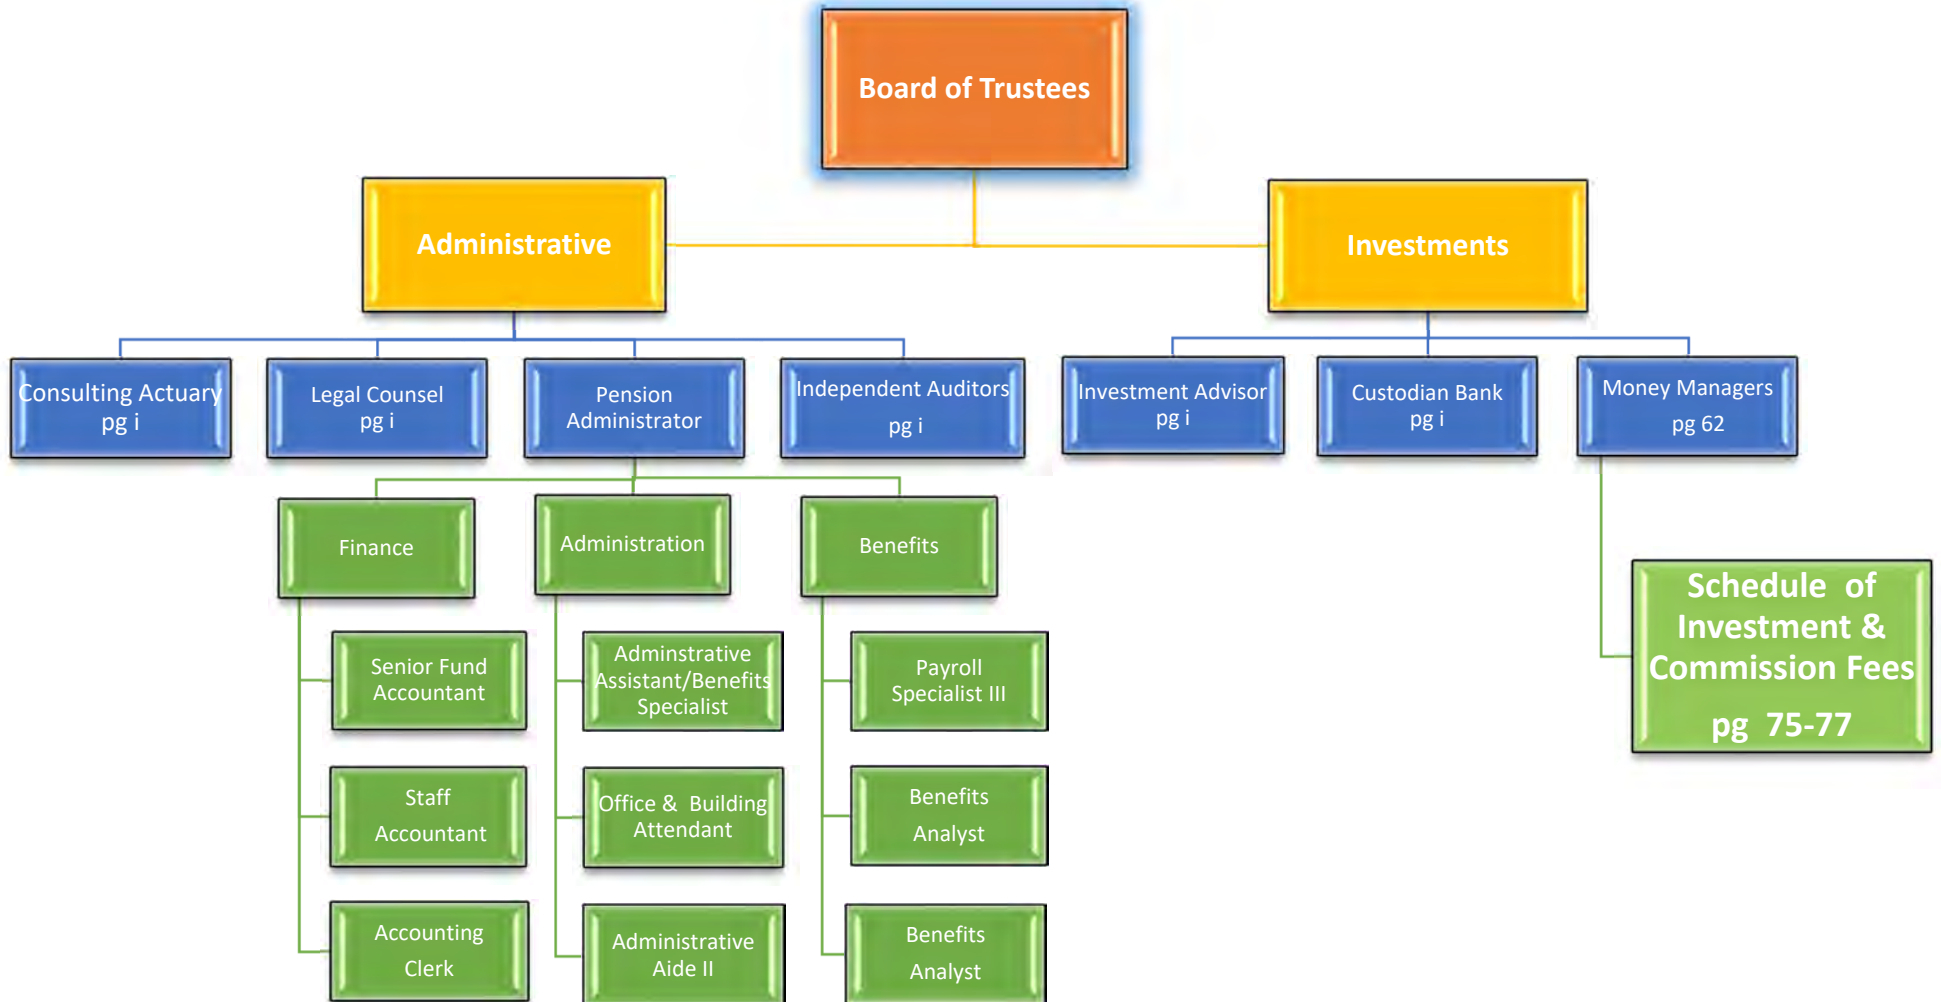 Board of Trustees
Administrative
Investments
Consulting Actuary
pg i
Legal Counsel
pg i
Pension
Administrator
Independent Auditors
pg i
Investment Advisor
pg i
Custodian Bank
pg i
Money Managers
pg 62
Finance
Administration
Benefits
Schedule of
Investment &
Commission Fees
pg 75-77
Senior Fund
Accountant
Adminstrative
Assistant/Benefits
Specialist
Payroll
Specialist III
Staff
Accountant
Office & Building
Attendant
Benefits
Analyst
Accounting
Clerk
Administrative
Aide II
Benefits
Analyst